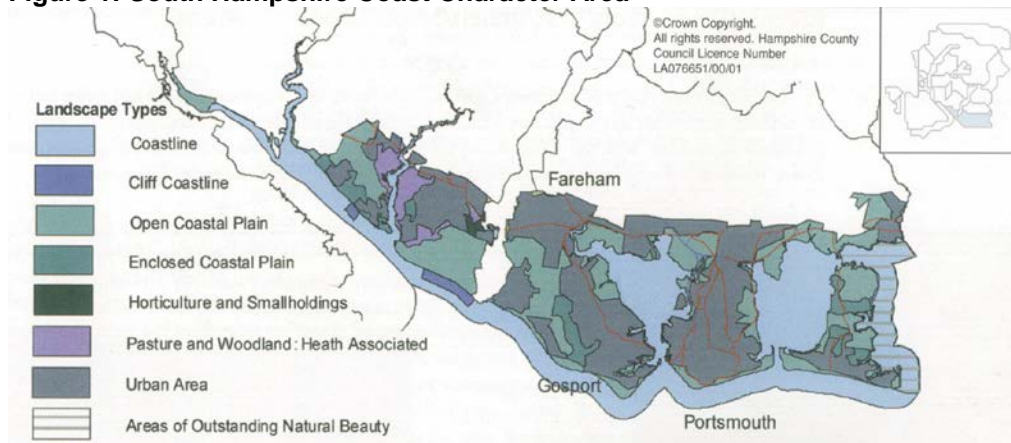 Figure 1: South Hampshire Coast Character Area
©Crown Copyright.
All rights reserved. Hampshire County
Council Licence Number
LA076651/00/01
Landscape Types
Coastline
Cliff Coastline
Open Coastal Plain
Enclosed Coastal Plain
Horticulture and Smallholdings
Pasture and Woodland: Heath Associated
Urban Area
Areas of Outstanding Natural Beauty
Fareham
Gosport
Portsmouth